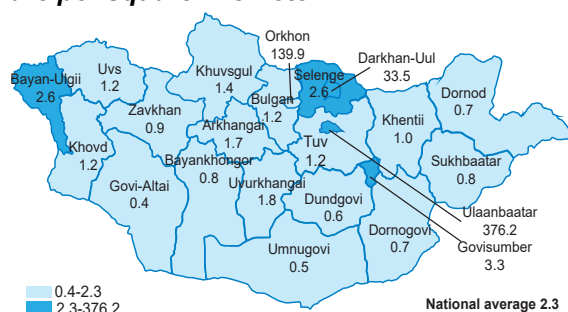 Orkhon
139.9
Darkhan-Uul
33.5
Bayan-Ulgii
2.6
Uvs
1.2
Khuvsgul
1.4
Selenge
2.6
Bulgan
1.2
Dornod
0.7
Zavkhan
0.9
Arkhangai
1.7
Khentii
1.0
Khovd
1.2
Tuv
1.2
Bayankhongor
0.8
Sukhbaatar
0.8
Govi-Altai
0.4
Uvurkhangai
1.8
Dundgovi
0.6
Ulaanbaatar
376.2
Dornogovi
0.7
Govisumber
3.3
Umnugovi
0.5
0.4-2.3
2.3-376.2
National average 2.3